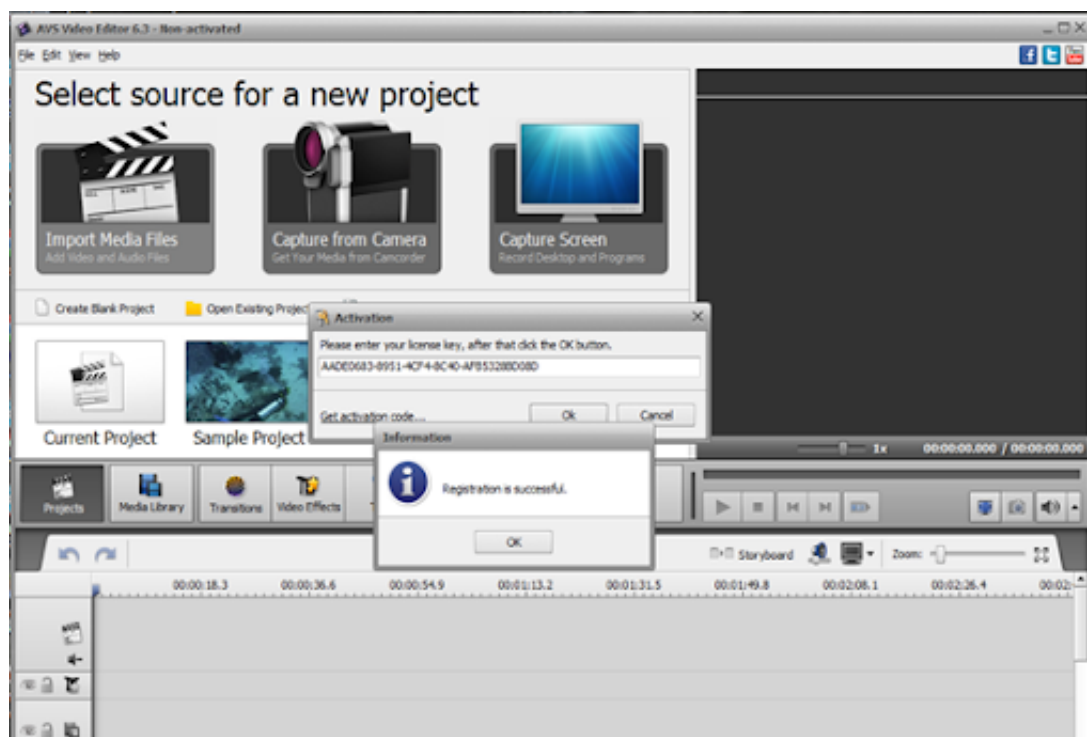 AVS Video Editor 6.3 - Non-activated
File Edit View Help
Select source for a new project
Import Media Files
Add Video and Audio Files
Capture from Camera
Get Your Media from Camcorder
Capture Screen
Record Desktop and Programs
Create Blank Project
Open Existing Project
Activation
Please enter your license key, after that click the OK button.
Get activation code...
Ok
Cancel
Current Project
Sample Project
Information
Registration is successful.
OK
1x
00:00:00.000 / 00:00:00.000
Projects
Media Library
Transitions
Video Effects
Storyboard
Zoom:
00:00:18.3 00:00:36.6 00:00:54.9 00:01:13.2 00:01:31.5 00:01:49.8 00:02:08.1 00:02:26.4 00:02: